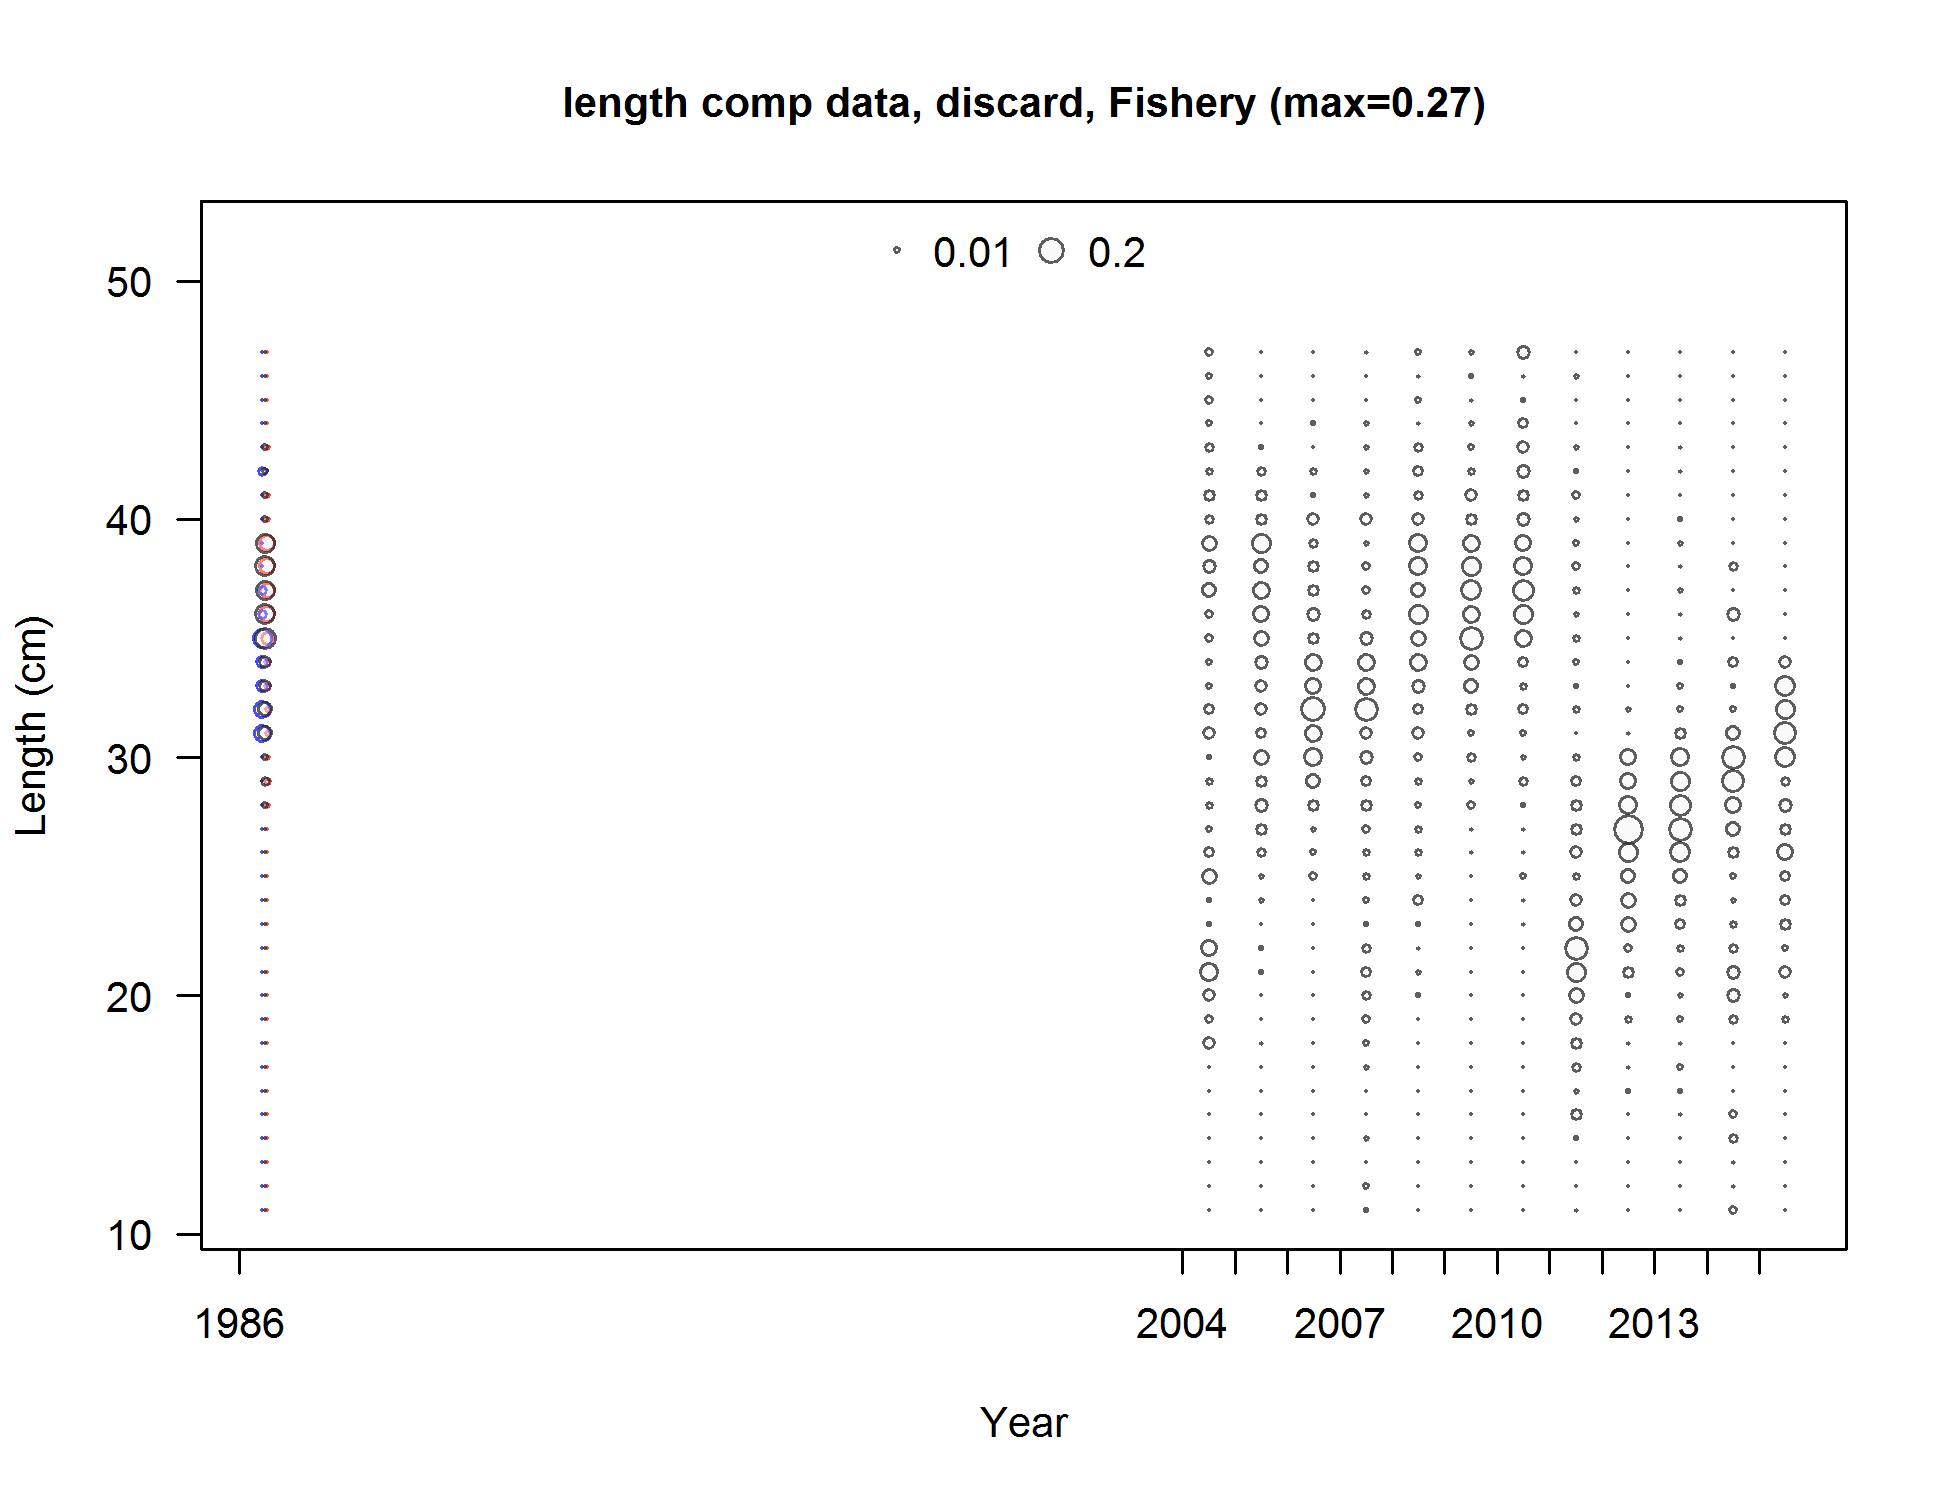 length comp data, discard, Fishery (max=0.27)
0.01 0.2
50
40
30
20
10
Length (cm)
1986 2004 2007 2010 2013
Year